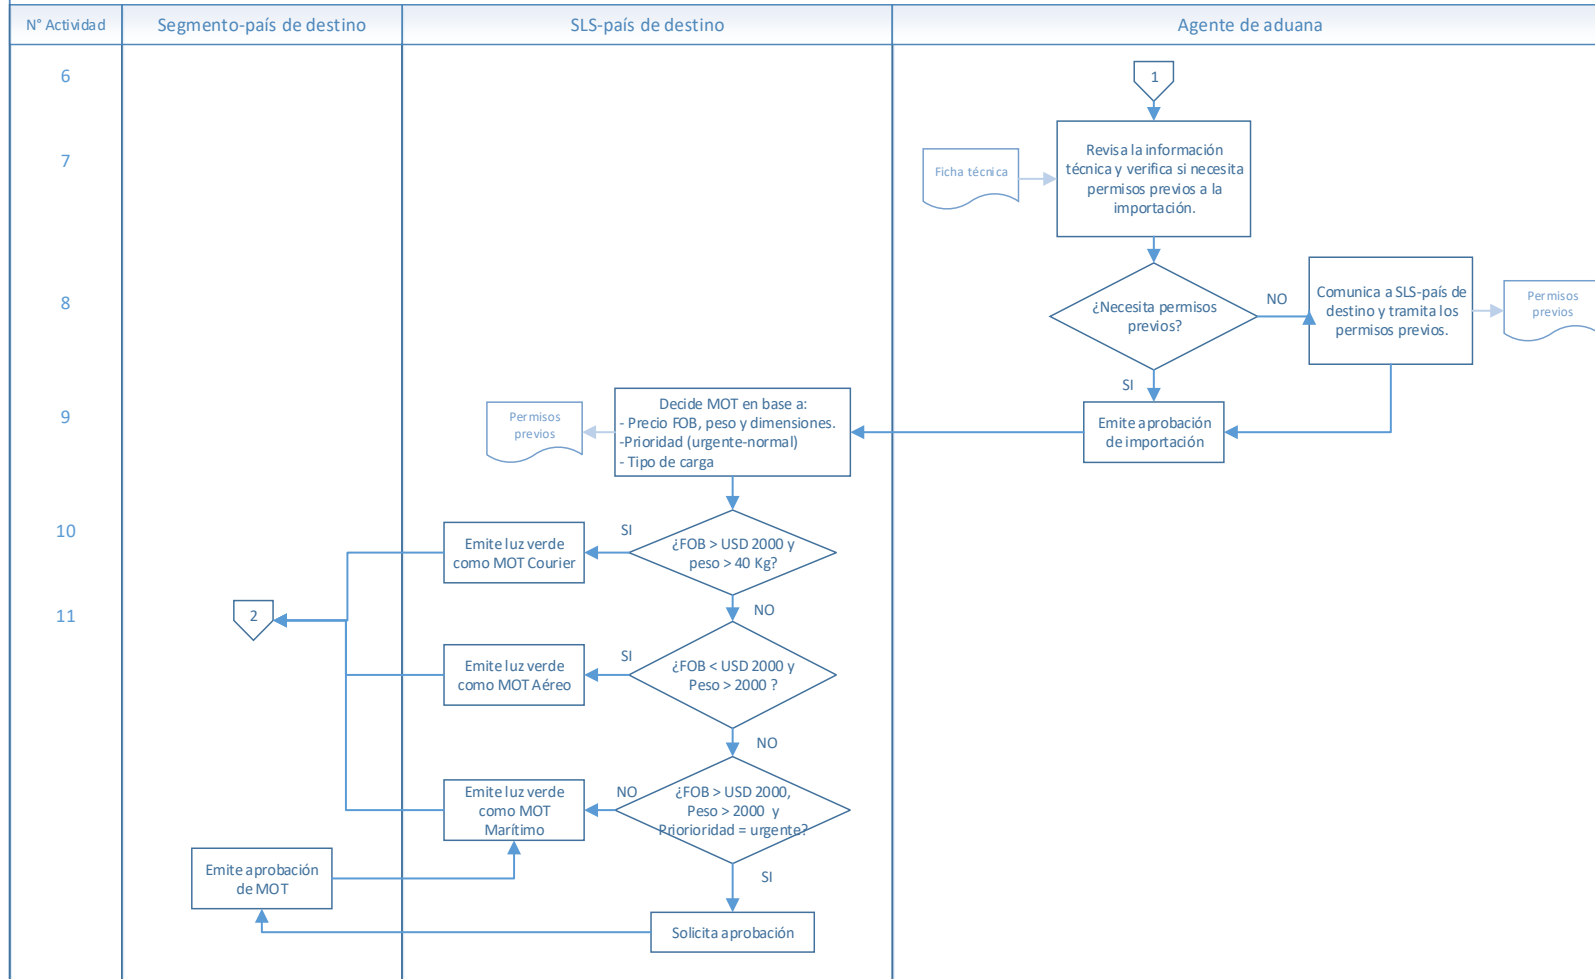 N° Actividad
Segmento-país de destino
SLS-país de destino
Agente de aduana
6
1
7
Ficha técnica
Revisa la información
técnica y verifica si necesita
permisos previos a la
importación.
8
¿Necesita permisos
previos?
NO
Comunica a SLS-país de
destino y tramita los
permisos previos.
Permisos
previos
SI
9
Permisos
previos
Decide MOT en base a:
- Precio FOB, peso y dimensiones.
-Prioridad (urgente-normal)
- Tipo de carga
Emite aprobación
de importación
10
Emite luz verde
como MOT Courier
SI
¿FOB > USD 2000 y
peso > 40 Kg?
NO
11
2
Emite luz verde
como MOT Aéreo
SI
¿FOB < USD 2000 y
Peso > 2000 ?
NO
Emite luz verde
como MOT
Marítimo
NO
¿FOB > USD 2000,
Peso > 2000 y
Priorioridad = urgente?
SI
Emite aprobación
de MOT
Solicita aprobación